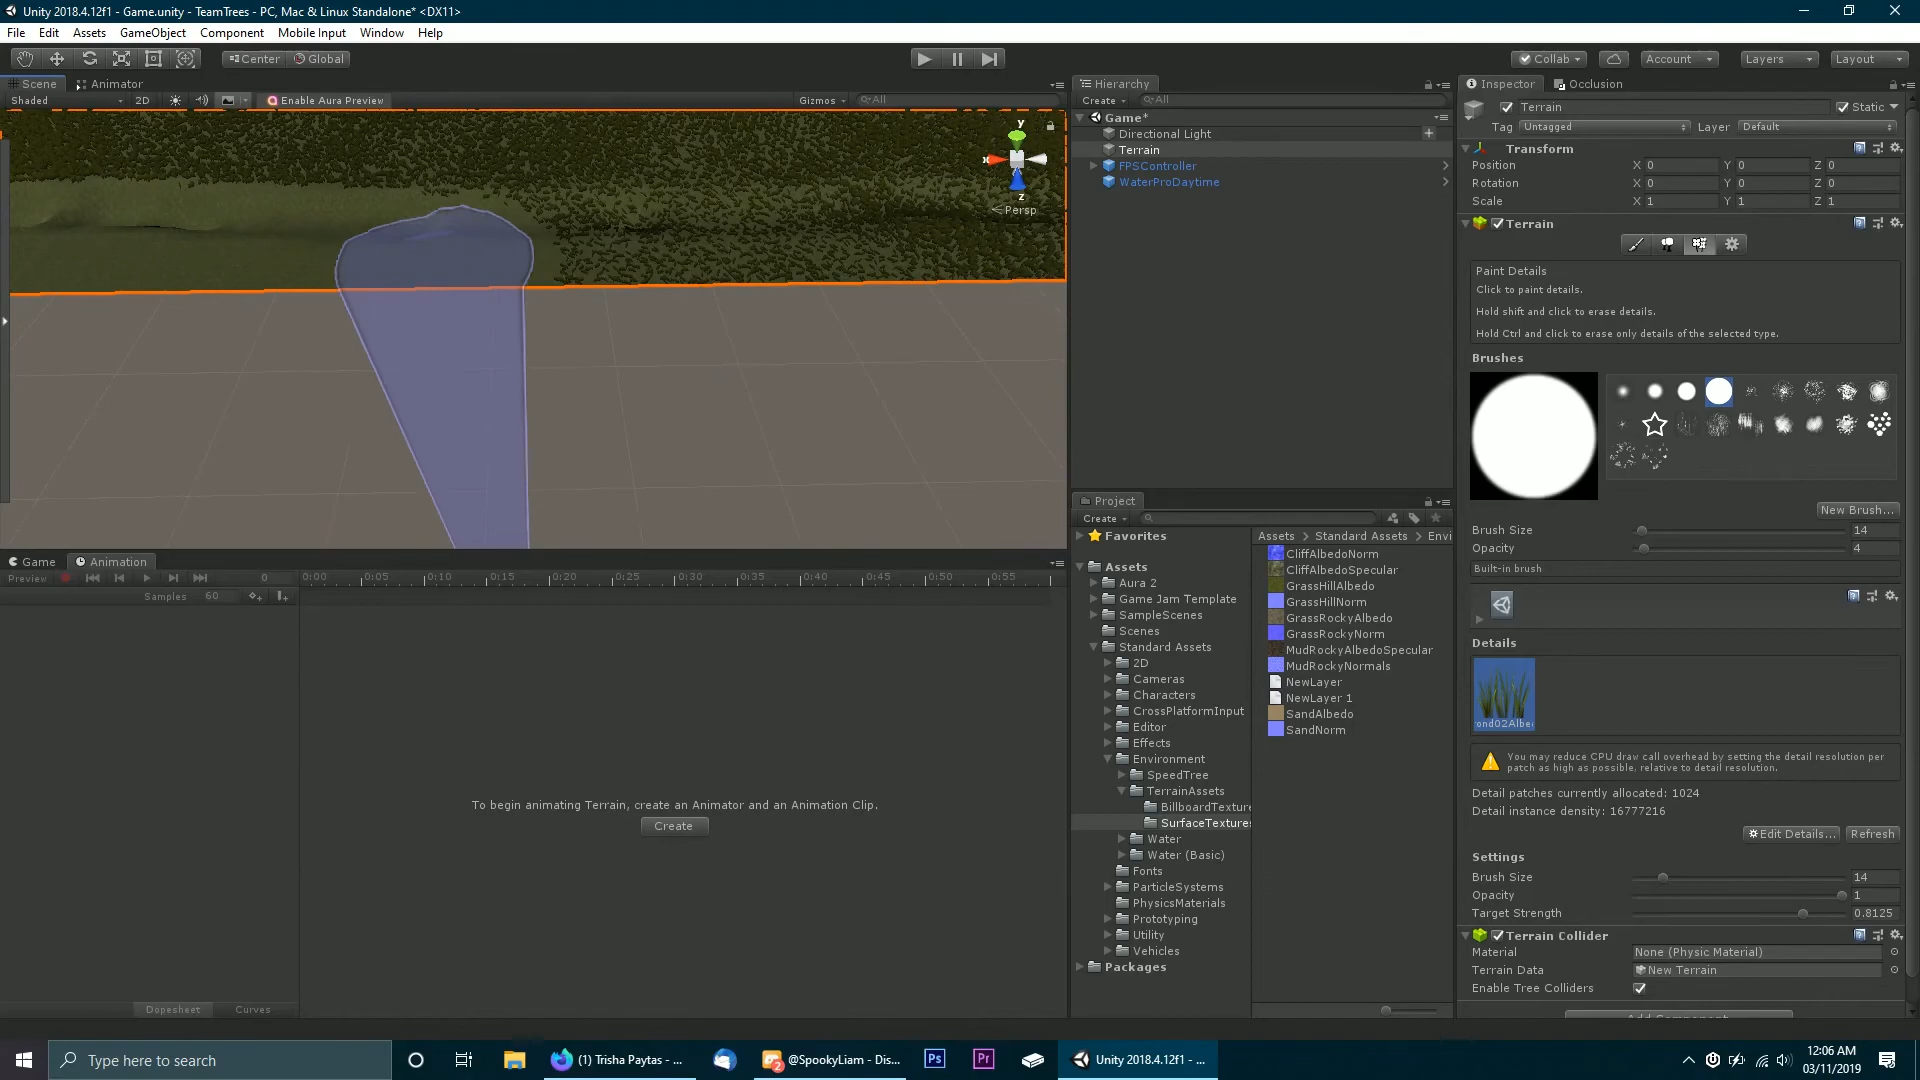 Unity 2018.4.12f1 - Game.unity - TeamTrees - PC, Mac & Linux Standalone* <DX11>
File Edit Assets GameObject Component Mobile Input Window Help
Center Global
Collab Account Layers Layout
Scene Animator
Shaded 2D Enable Aura Preview Gizmos All
y
x
z
Persp
Hierarchy
Create All
Game*
Directional Light
Terrain
FPSController
WaterProDaytime
Project
Create
Favorites
Assets
Aura 2
Game Jam Template
SampleScenes
Scenes
Standard Assets
2D
Cameras
Characters
CrossPlatformInput
Editor
Effects
Environment
SpeedTree
TerrainAssets
BillboardTexture
SurfaceTextures
Water
Water (Basic)
Fonts
ParticleSystems
PhysicsMaterials
Prototyping
Utility
Vehicles
Packages
Assets > Standard Assets > Envi
CliffAlbedoNorm
CliffAlbedoSpecular
GrassHillAlbedo
GrassHillNorm
GrassRockyAlbedo
GrassRockyNorm
MudRockyAlbedoSpecular
MudRockyNormals
NewLayer
NewLayer 1
SandAlbedo
SandNorm
Inspector Occlusion
Terrain Static
Tag Untagged Layer Default
Transform
Position X 0 Y 0 Z 0
Rotation X 0 Y 0 Z 0
Scale X 1 Y 1 Z 1
Terrain
Paint Details
Click to paint details.
Hold shift and click to erase details.
Hold Ctrl and click to erase only details of the selected type.
Brushes
New Brush...
Brush Size 14
Opacity 4
Built-in brush
Details
ond02Albe
You may reduce CPU draw call overhead by setting the detail resolution per
patch as high as possible, relative to detail resolution.
Detail patches currently allocated: 1024
Detail instance density: 16777216
Edit Details... Refresh
Settings
Brush Size 14
Opacity 1
Target Strength 0.8125
Terrain Collider
Material None (Physic Material)
Terrain Data New Terrain
Enable Tree Colliders
Add Component
Game Animation
Preview 0 0:00 0:05 0:10 0:15 0:20 0:25 0:30 0:35 0:40 0:45 0:50 0:55
Samples 60
To begin animating Terrain, create an Animator and an Animation Clip.
Create
Dopesheet Curves
Type here to search
(1) Trisha Paytas - ...
2
@SpookyLiam - Dis...
Ps
Pr
Unity 2018.4.12f1 - ...
12:06 AM
03/11/2019